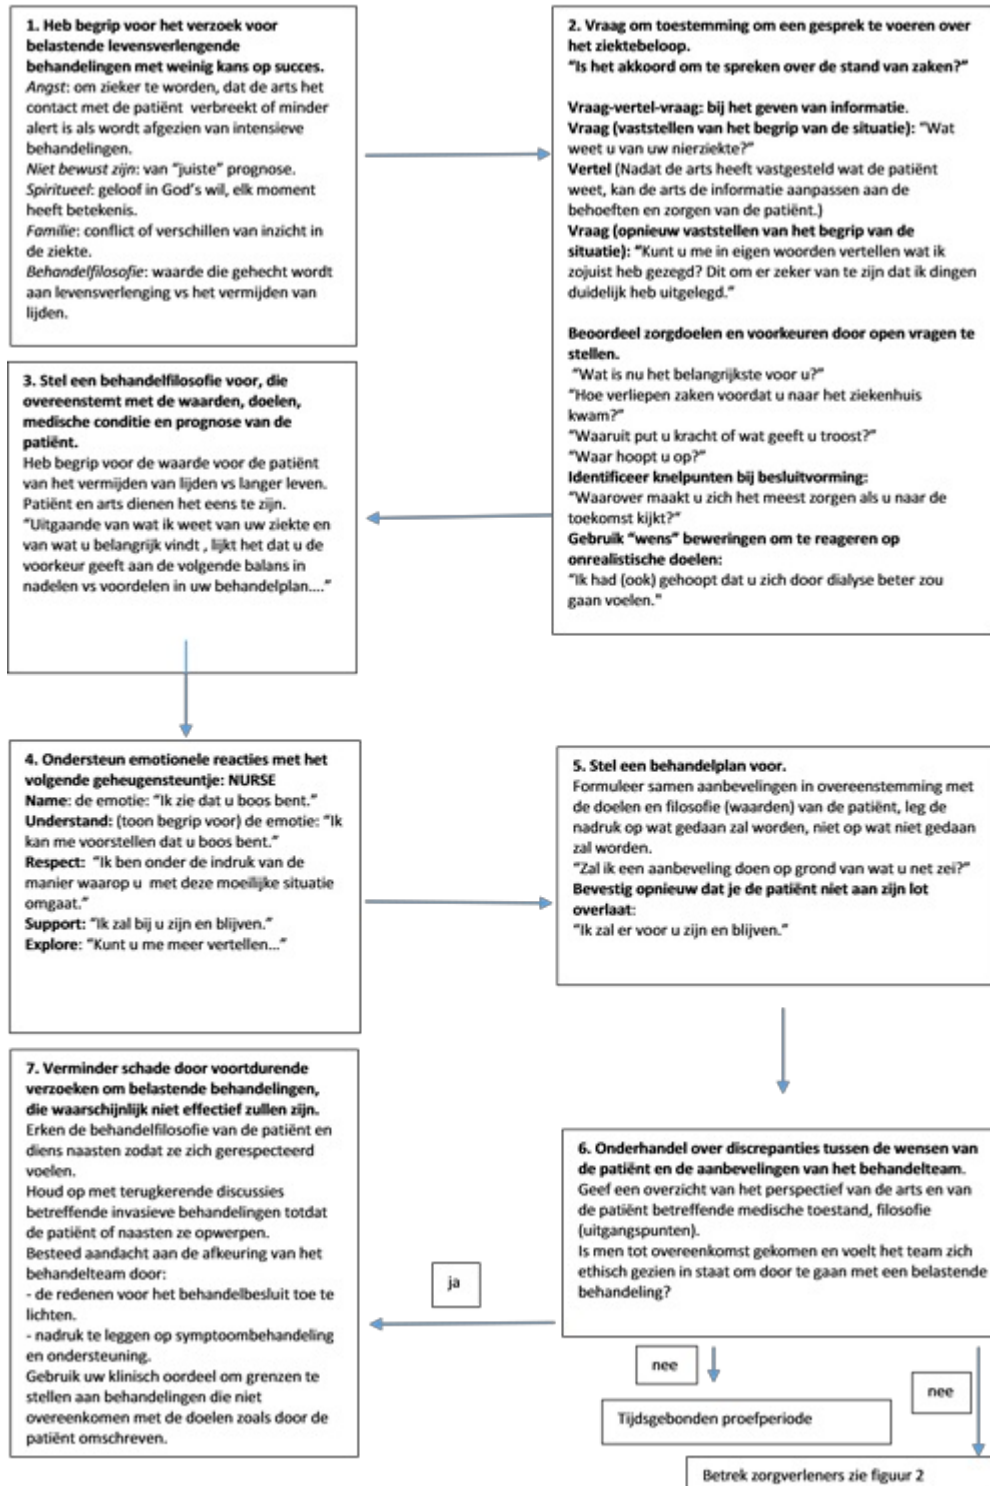 1. Heb begrip voor het verzoek voor
belastende levensverlengende
behandelingen met weinig kans op succes.
Angst: om zieker te worden, dat de arts het
contact met de patiënt verbreekt of minder
alert is als wordt afgezien van intensieve
behandelingen.
Niet bewust zijn: van "juiste" prognose.
Spiritueel: geloof in God's wil, elk moment
heeft betekenis.
Familie: conflict of verschillen van inzicht in
de ziekte.
Behandelfilosofie: waarde die gehecht wordt
aan levensverlenging vs het vermijden van
lijden.
2. Vraag om toestemming om een gesprek te voeren over
het ziektebeloop.
"Is het akkoord om te spreken over de stand van zaken?"
Vraag-vertel-vraag: bij het geven van informatie.
Vraag (vaststellen van het begrip van de situatie): "Wat
weet u van uw nierziekte?"
Vertel (Nadat de arts heeft vastgesteld wat de patiënt
weet, kan de arts de informatie aanpassen aan de
behoeften en zorgen van de patiënt.)
Vraag (opnieuw vaststellen van het begrip van de
situatie): "Kunt u me in eigen woorden vertellen wat ik
zojuist heb gezegd? Dit om er zeker van te zijn dat ik dingen
duidelijk heb uitgelegd."
Beoordeel zorgdoelen en voorkeuren door open vragen te
stellen.
"Wat is nu het belangrijkste voor u?"
"Hoe verliepen zaken voordat u naar het ziekenhuis
kwam?"
"Waaruit put u kracht of wat geeft u troost?"
"Waar hoopt u op?"
Identificeer knelpunten bij besluitvorming:
"Waarover maakt u zich het meest zorgen als u naar de
toekomst kijkt?"
Gebruik "wens" beweringen om te reageren op
onrealistische doelen:
"Ik had (ook) gehoopt dat u zich door dialyse beter zou
gaan voelen."
3. Stel een behandelfilosofie voor, die
overeenstemt met de waarden, doelen,
medische conditie en prognose van de
patiënt.
Heb begrip voor de waarde voor de patiënt
van het vermijden van lijden vs langer leven.
Patiënt en arts dienen het eens te zijn.
"Uitgaande van wat ik weet van uw ziekte en
van wat u belangrijk vindt , lijkt het dat u de
voorkeur geeft aan de volgende balans in
nadelen vs voordelen in uw behandelplan...."
4. Ondersteun emotionele reacties met het
volgende geheugensteuntje: NURSE
Name: de emotie: "Ik zie dat u boos bent."
Understand: (toon begrip voor) de emotie: "Ik
kan me voorstellen dat u boos bent."
Respect: "Ik ben onder de indruk van de
manier waarop u met deze moeilijke situatie
omgaat."
Support: "Ik zal bij u zijn en blijven."
Explore: "Kunt u me meer vertellen..."
5. Stel een behandelplan voor.
Formuleer samen aanbevelingen in overeenstemming met
de doelen en filosofie (waarden) van de patiënt, leg de
nadruk op wat gedaan zal worden, niet op wat niet gedaan
zal worden.
"Zal ik een aanbeveling doen op grond van wat u net zei?"
Bevestig opnieuw dat je de patiënt niet aan zijn lot
overlaat:
"Ik zal er voor u zijn en blijven."
6. Onderhandel over discrepanties tussen de wensen van
de patiënt en de aanbevelingen van het behandelteam.
Geef een overzicht van het perspectief van de arts en van
de patiënt betreffende medische toestand, filosofie
(uitgangspunten).
Is men tot overeenkomst gekomen en voelt het team zich
ethisch gezien in staat om door te gaan met een belastende
behandeling?
ja
7. Verminder schade door voortdurende
verzoeken om belastende behandelingen,
die waarschijnlijk niet effectief zullen zijn.
Erken de behandelfilosofie van de patiënt en
diens naasten zodat ze zich gerespecteerd
voelen.
Houd op met terugkerende discussies
betreffende invasieve behandelingen totdat
de patiënt of naasten ze opwerpen.
Besteed aandacht aan de afkeuring van het
behandelteam door:
- de redenen voor het behandelbesluit toe te
lichten.
- nadruk te leggen op symptoombehandeling
en ondersteuning.
Gebruik uw klinisch oordeel om grenzen te
stellen aan behandelingen die niet
overeenkomen met de doelen zoals door de
patiënt omschreven.
nee
nee
Tijdsgebonden proefperiode
Betrek zorgverleners zie figuur 2